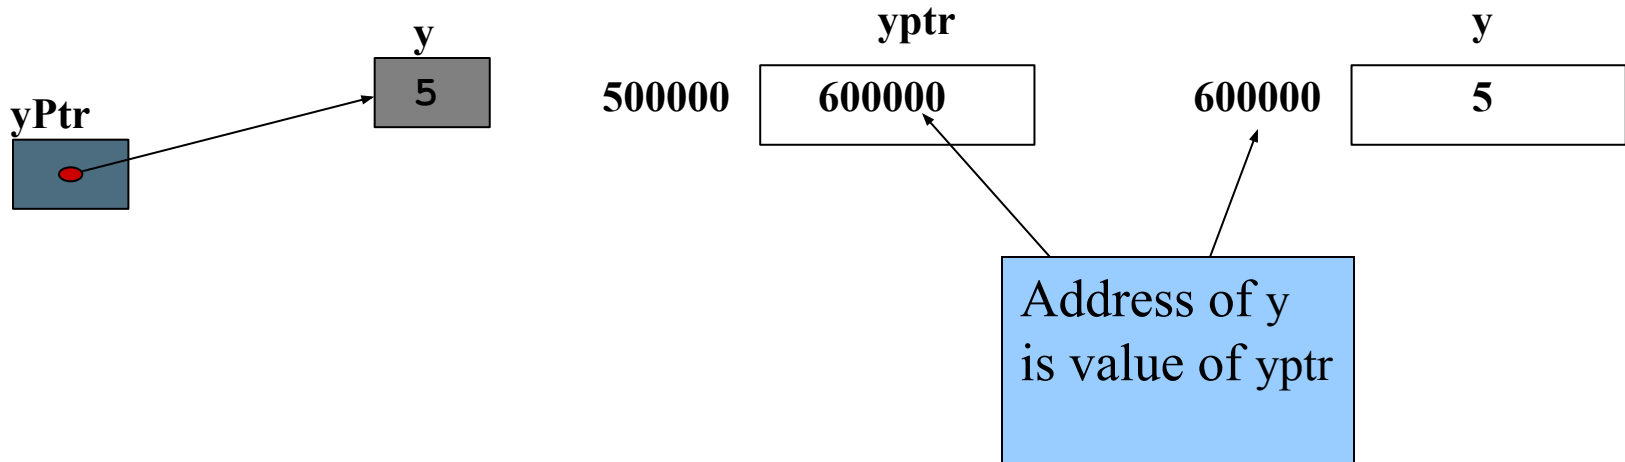 y
5
yPtr
yptr
500000 600000
y
600000 5
Address of y
is value of yptr